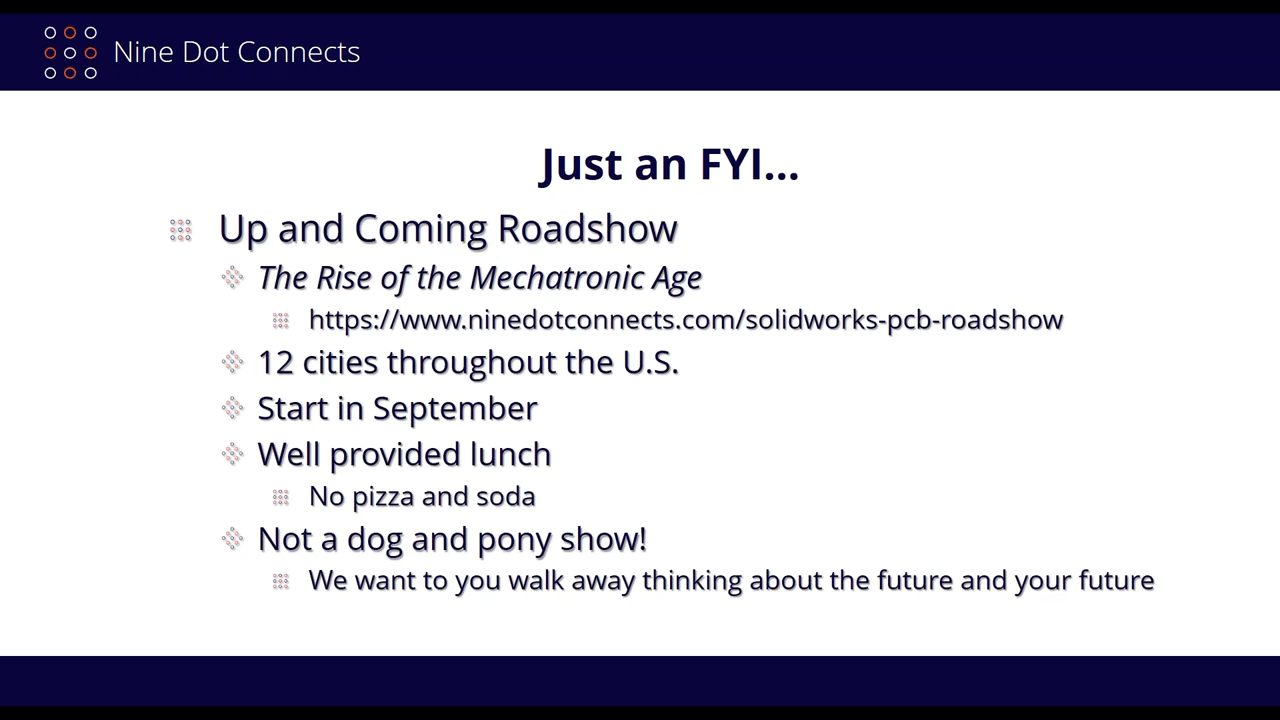 Nine Dot Connects
Just an FYI...
Up and Coming Roadshow
The Rise of the Mechatronic Age
https://www.ninedotconnects.com/solidworks-pcb-roadshow
12 cities throughout the U.S.
Start in September
Well provided lunch
No pizza and soda
Not a dog and pony show!
We want to you walk away thinking about the future and your future